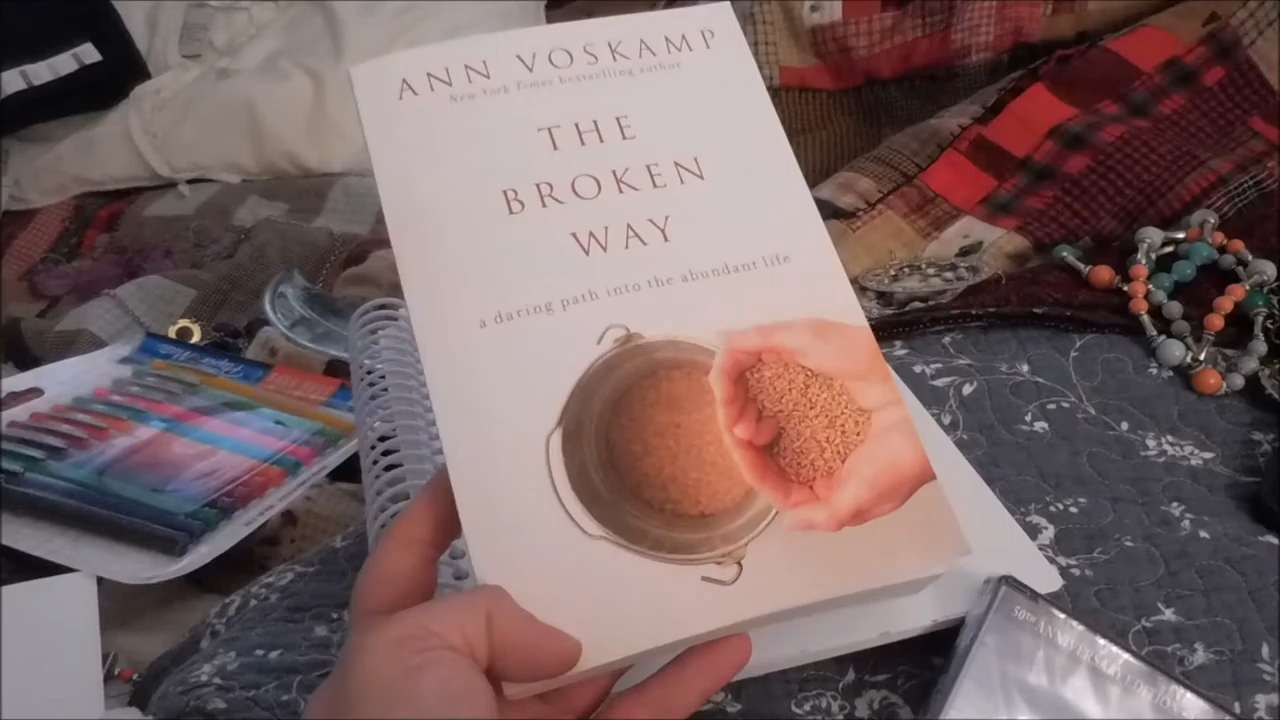 ANN VOSKAMP
New York Times bestselling author
THE
BROKEN
WAY
a daring path into the abundant life
50TH ANNIVERSARY EDITION